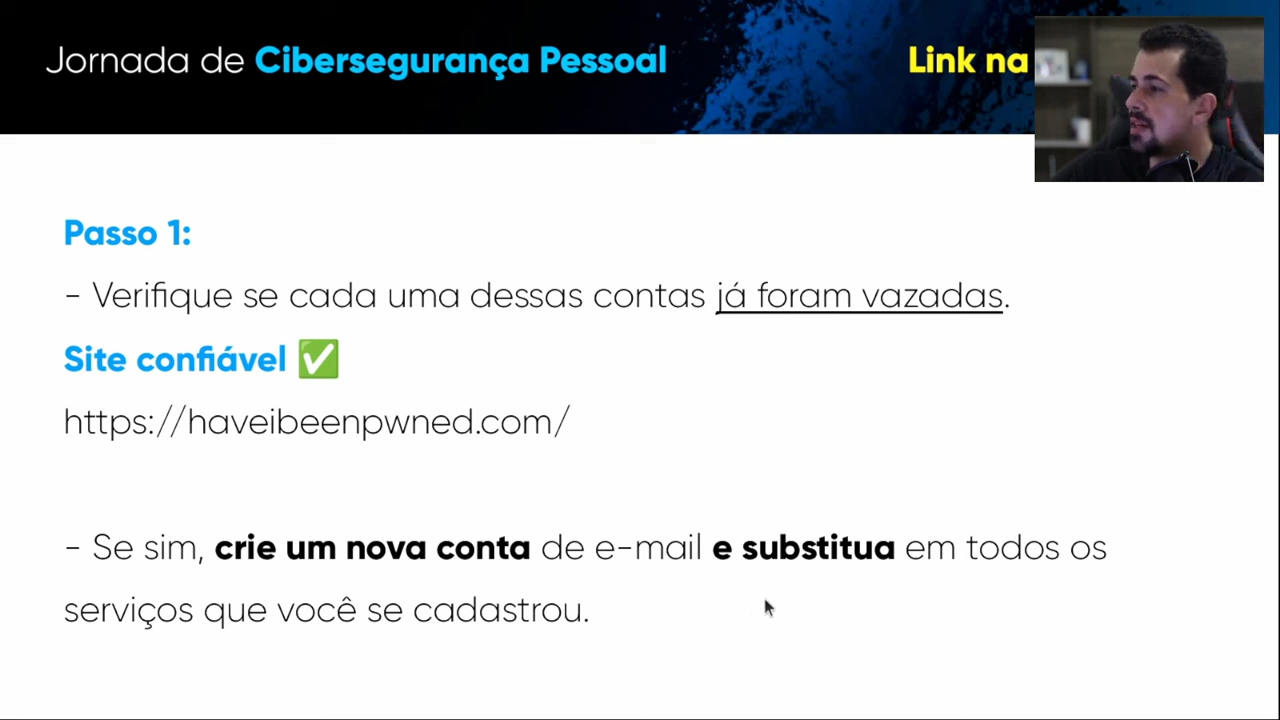 Jornada de Cibersegurança Pessoal
Link na
Passo 1:
- Verifique se cada uma dessas contas já foram vazadas.
Site confiável ✅
https://haveibeenpwned.com/
- Se sim, crie um nova conta de e-mail e substitua em todos os
serviços que você se cadastrou.